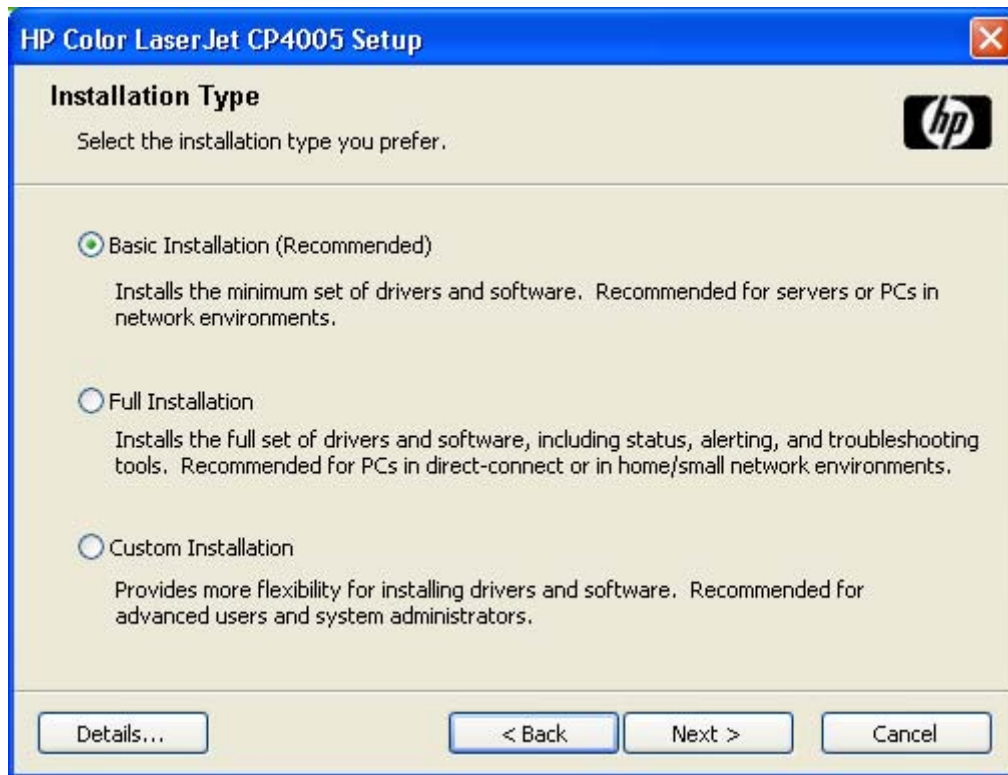 HP Color LaserJet CP4005 Setup
Installation Type
Select the installation type you prefer.
hp
Basic Installation (Recommended)
Installs the minimum set of drivers and software. Recommended for servers or PCs in
network environments.
Full Installation
Installs the full set of drivers and software, including status, alerting, and troubleshooting
tools. Recommended for PCs in direct-connect or in home/small network environments.
Custom Installation
Provides more flexibility for installing drivers and software. Recommended for
advanced users and system administrators.
Details...
< Back
Next >
Cancel